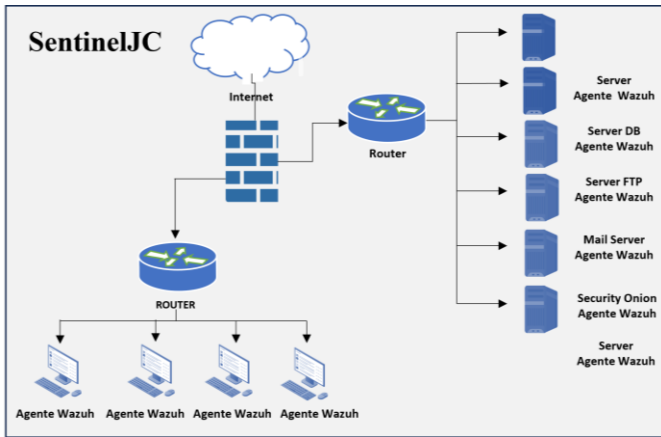 SentinelJC
Internet
Router
Server
Agente Wazuh
Server DB
Agente Wazuh
Server FTP
Agente Wazuh
Mail Server
Agente Wazuh
Security Onion
Agente Wazuh
Server
Agente Wazuh
ROUTER
Agente Wazuh
Agente Wazuh
Agente Wazuh
Agente Wazuh